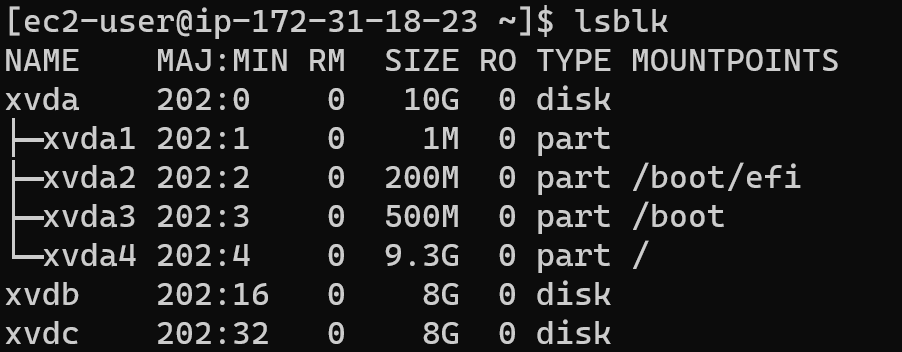 [ec2-user@ip-172-31-18-23 ~]$ lsblk
NAME    MAJ:MIN RM  SIZE RO TYPE MOUNTPOINTS
xvda    202:0    0   10G  0 disk
├─xvda1 202:1    0    1M  0 part
├─xvda2 202:2    0  200M  0 part /boot/efi
├─xvda3 202:3    0  500M  0 part /boot
└─xvda4 202:4    0  9.3G  0 part /
xvdb    202:16   0    8G  0 disk
xvdc    202:32   0    8G  0 disk